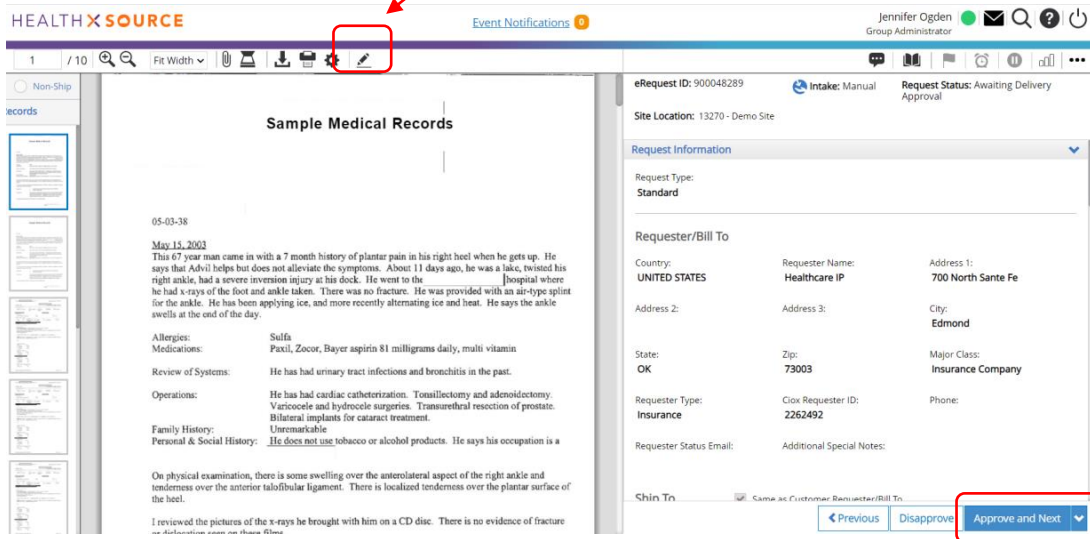 HEALTH SOURCE
Event Notifications 0
Jennifer Ogden
Group Administrator
1 / 10 Fit Width
Non-Ship
ecords
Sample Medical Records
05-03-38
May 15, 2003
This 67 year man came in with a 7 month history of plantar pain in his right heel when he gets up. He
says that Advil helps but does not alleviate the symptoms. About 11 days ago, he was a lake, twisted his
right ankle, had a severe inversion injury at his dock. He went to the hospital where
he had x-rays of the foot and ankle taken. There was no fracture. He was provided with an air-type splint
for the ankle. He has been applying ice, and more recently alternating ice and heat. He says the ankle
swells at the end of the day.
Allergies: Sulfa
Medications: Paxil, Zocor, Bayer aspirin 81 milligrams daily, multi vitamin
Review of Systems: He has had urinary tract infections and bronchitis in the past.
Operations: He has had cardiac catheterization. Tonsillectomy and adenoidectomy.
Varicocele and hydrocele surgeries. Transurethral resection of prostate.
Bilateral implants for cataract treatment.
Family History: Unremarkable
Personal & Social History: He does not use tobacco or alcohol products. He says his occupation is a
On physical examination, there is some swelling over the anterolateral aspect of the right ankle and
tenderness over the anterior talofibular ligament. There is localized tenderness over the plantar surface of
the heel.
I reviewed the pictures of the x-rays he brought with him on a CD disc. There is no evidence of fracture
or dislocation seen on these films.
eRequest ID: 900048289 Intake: Manual Request Status: Awaiting Delivery
Approval
Site Location: 13270 - Demo Site
Request Information
Request Type:
Standard
Requester/Bill To
Country: Requester Name: Address 1:
UNITED STATES Healthcare IP 700 North Sante Fe
Address 2: Address 3: City:
Edmond
State: Zip: Major Class:
OK 73003 Insurance Company
Requester Type: Ciox Requester ID: Phone:
Insurance 2262492
Requester Status Email: Additional Special Notes:
Ship To Same as Customer Requester/Bill To
Previous Disapprove Approve and Next